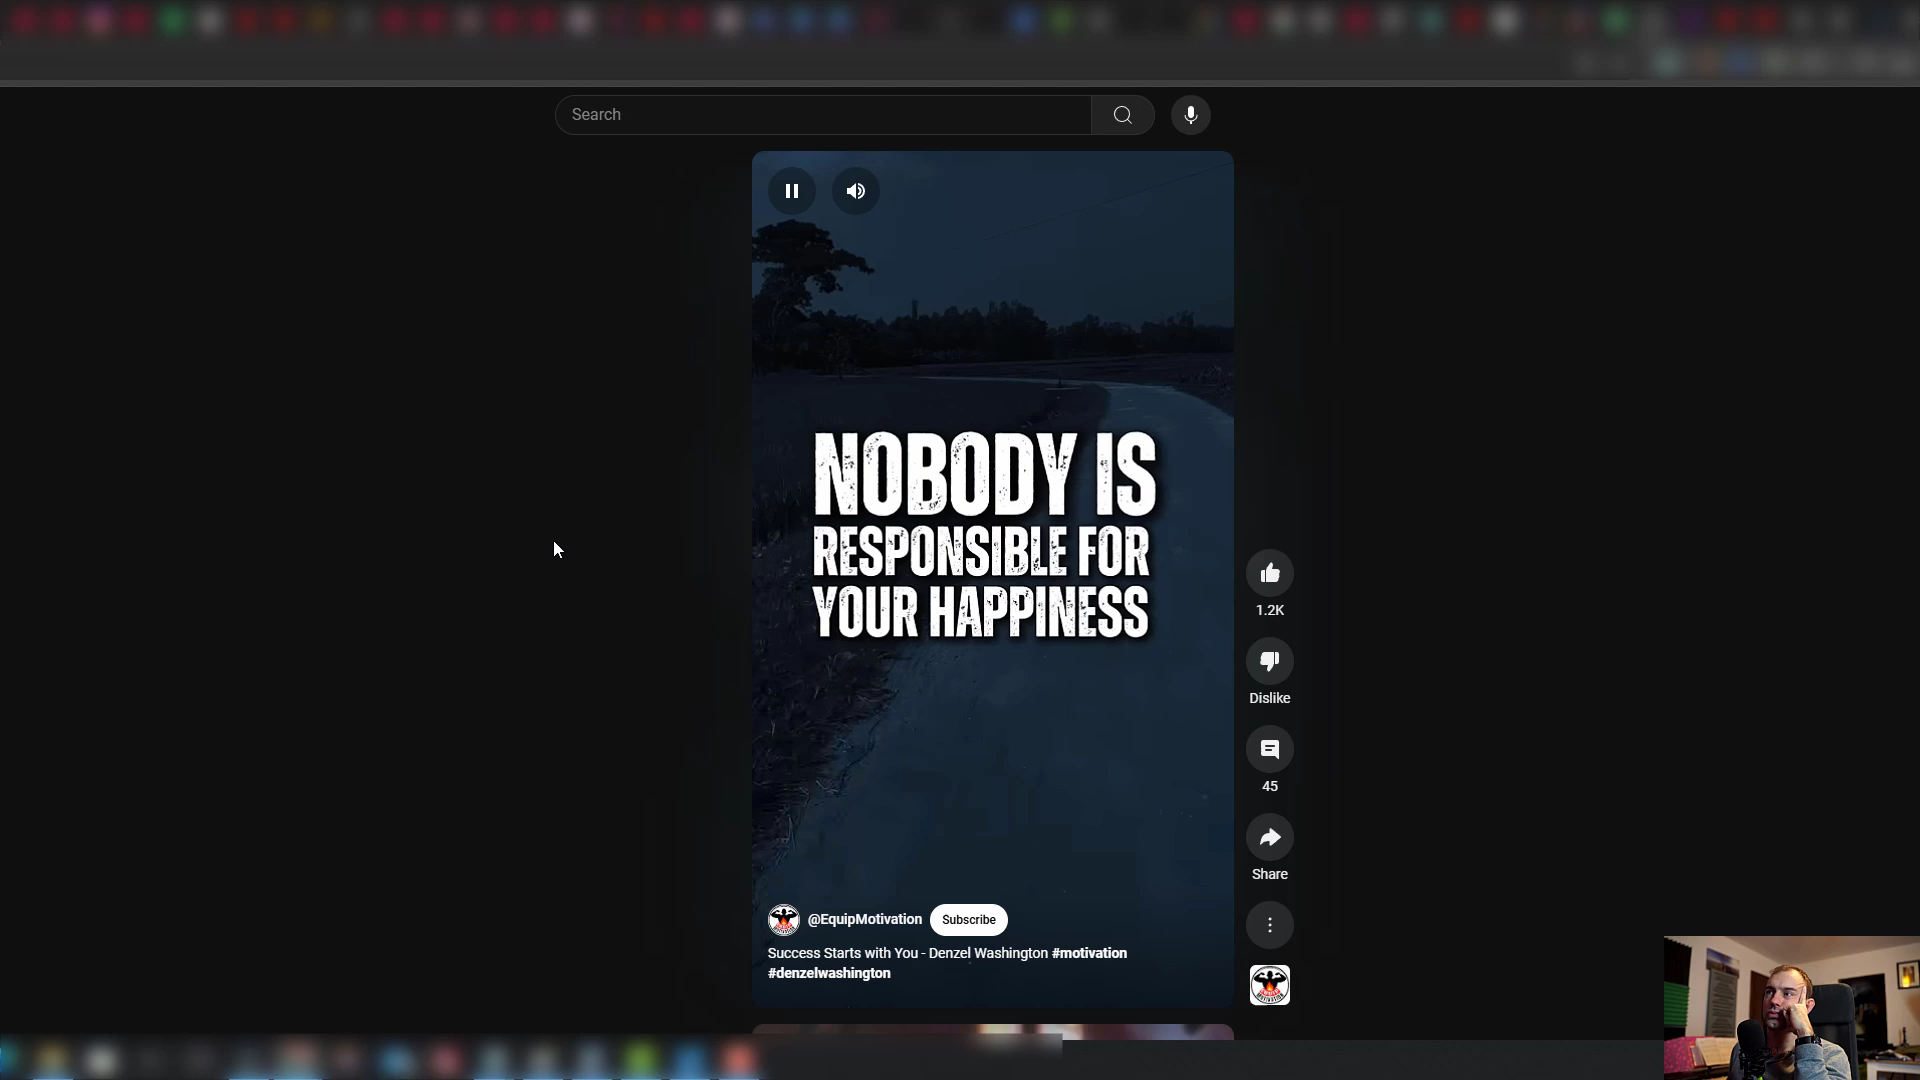 Search
NOBODY IS
RESPONSIBLE FOR
YOUR HAPPINESS
1.2K
Dislike
45
Share
@EquipMotivation Subscribe
Success Starts with You - Denzel Washington #motivation
#denzelwashington